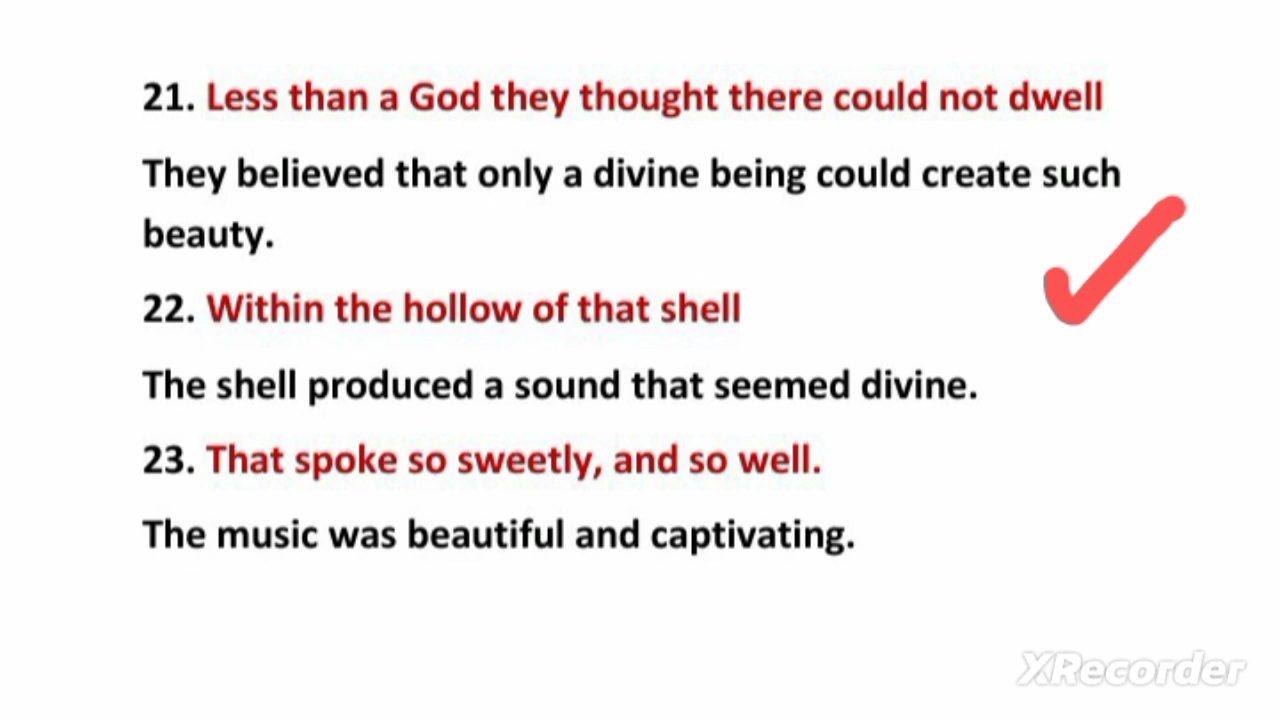 21. Less than a God they thought there could not dwell
They believed that only a divine being could create such
beauty.
22. Within the hollow of that shell
The shell produced a sound that seemed divine.
23. That spoke so sweetly, and so well.
The music was beautiful and captivating.
XRecorder